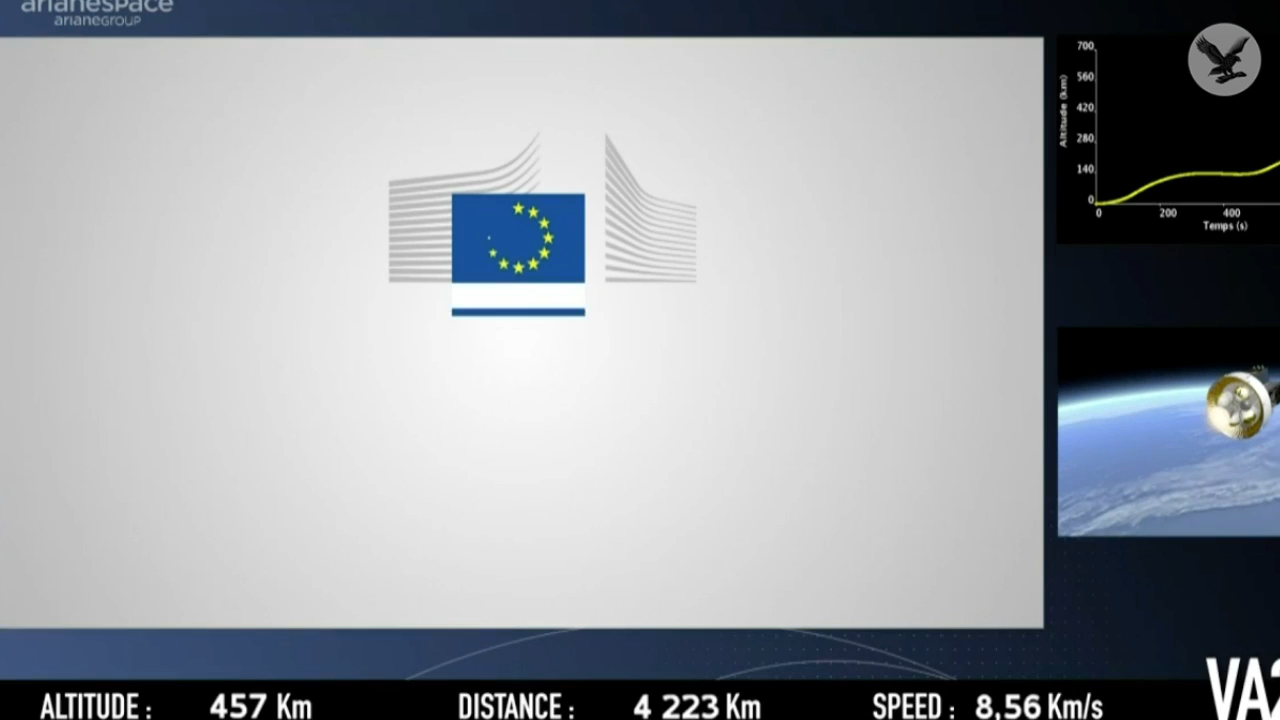 arianespace
arianeGROUP
Altitude (km)
700
560
420
280
140
0
0 200 400
Temps (s)
VA2
ALTITUDE : 457 Km DISTANCE : 4 223 Km SPEED : 8,56 Km/s